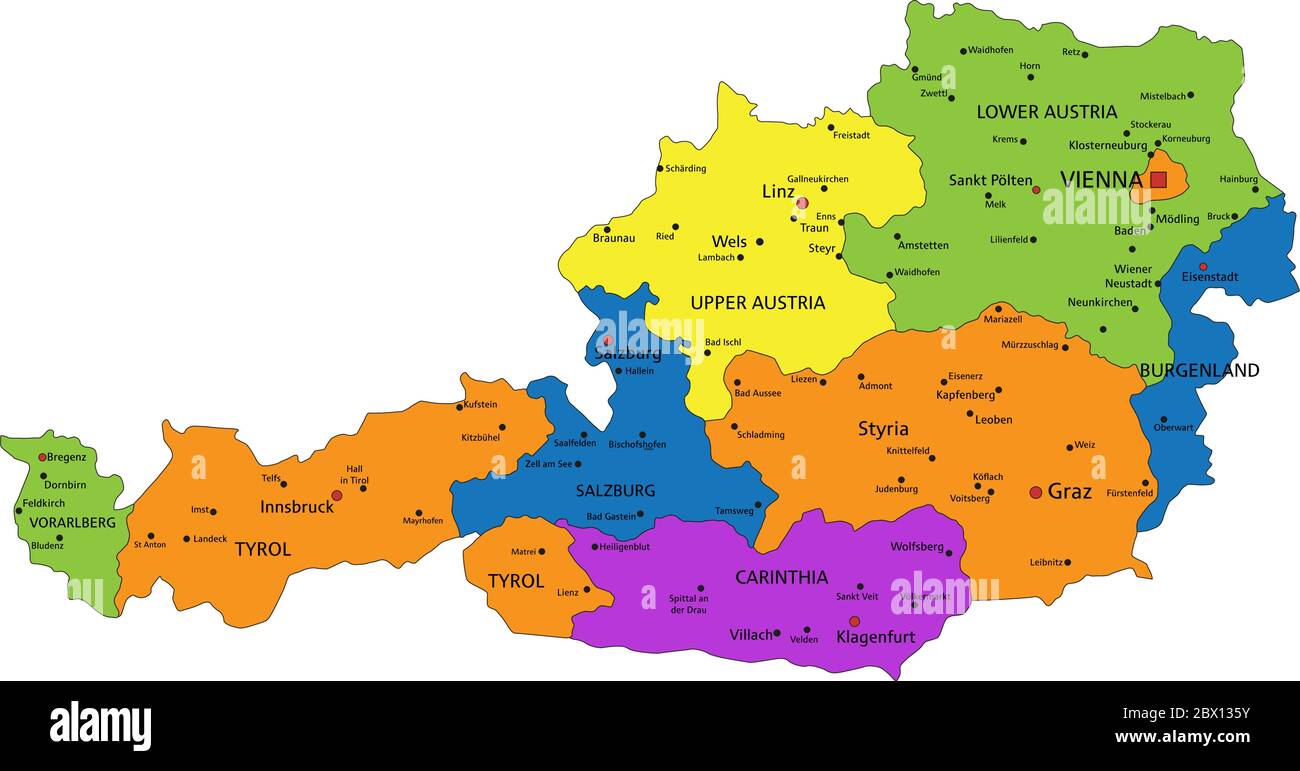 Waidhofen
Retz
Gmünd
Horn
Zwettl
Mistelbach
LOWER AUSTRIA
Stockerau
Krems
Korneuburg
Klosterneuburg
Freistadt
Schärding
Gallneukirchen
Sankt Pölten
VIENNA
Hainburg
Linz
Melk
Enns
Traun
Mödling
Bruck
Baden
Braunau
Ried
Wels
Steyr
Amstetten
Lilienfeld
Lambach
Waidhofen
Wiener
Neustadt
Eisenstadt
UPPER AUSTRIA
Neunkirchen
Mariazell
Salzburg
Bad Ischl
Mürzzuschlag
Hallein
BURGENLAND
Liezen
Admont
Eisenerz
Bad Aussee
Kapfenberg
Kufstein
Leoben
Kitzbühel
Saalfelden
Bischofshofen
Schladming
Styria
Oberwart
Weiz
Bregenz
Knittelfeld
Zell am See
Hall
in Tirol
Telfs
Dornbirn
Köflach
SALZBURG
Judenburg
Voitsberg
Graz
Fürstenfeld
Feldkirch
Innsbruck
Imst
Tamsweg
VORARLBERG
Mayrhofen
Bad Gastein
Bludenz
St Anton
Landeck
TYROL
Matrei
Heiligenblut
Wolfsberg
Leibnitz
TYROL
CARINTHIA
Lienz
Spittal an
der Drau
Sankt Veit
Völkermarkt
Villach
Velden
Klagenfurt
a
a
a
a
a
a
alamy
alamy
alamy
alamy
Image ID: 2BX135Y
www.alamy.com